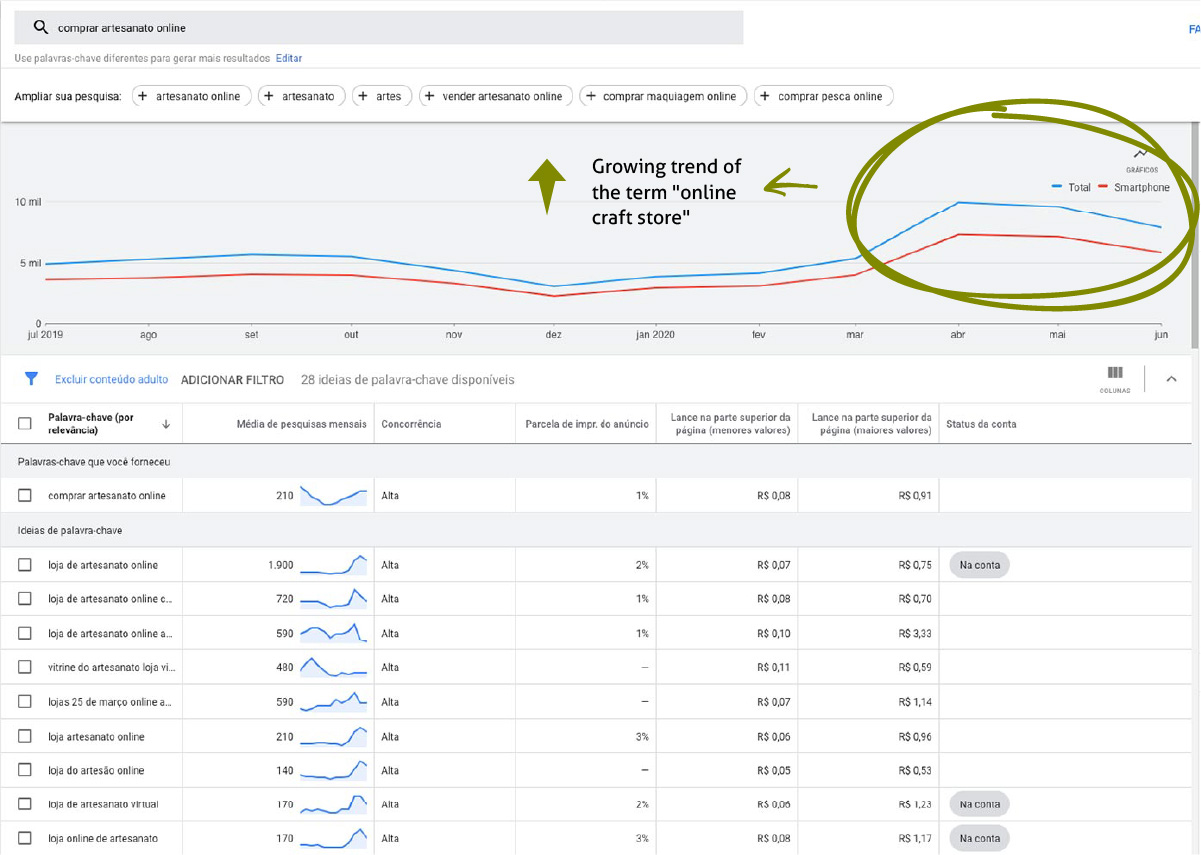 comprar artesanato online
FA
Use palavras-chave diferentes para gerar mais resultados Editar
Ampliar sua pesquisa: + artesanato online + artesanato + artes + vender artesanato online + comprar maquiagem online + comprar pesca online
GRÁFICOS
Total Smartphone
Growing trend of
the term "online
craft store"
10 mil
5 mil
0
jul 2019 ago set out nov dez jan 2020 fev mar abr mai jun
Excluir conteúdo adulto ADICIONAR FILTRO 28 ideias de palavra-chave disponíveis
COLUNAS
Palavra-chave (por
relevância) Média de pesquisas mensais Concorrência Parcela de impr. do anúncio Lance na parte superior da
página (menores valores) Lance na parte superior da
página (maiores valores) Status da conta
Palavras-chave que você forneceu
comprar artesanato online 210 Alta 1% R$ 0,08 R$ 0,91
Ideias de palavra-chave
loja de artesanato online 1.900 Alta 2% R$ 0,07 R$ 0,75 Na conta
loja de artesanato online c... 720 Alta 1% R$ 0,08 R$ 0,70
loja de artesanato online a... 590 Alta 1% R$ 0,10 R$ 3,33
vitrine do artesanato loja vi... 480 Alta – R$ 0,11 R$ 0,59
lojas 25 de março online a... 590 Alta – R$ 0,07 R$ 1,14
loja artesanato online 210 Alta 3% R$ 0,06 R$ 0,96
loja do artesão online 140 Alta – R$ 0,05 R$ 0,53
loja de artesanato virtual 170 Alta 2% R$ 0,06 R$ 1,23 Na conta
loja online de artesanato 170 Alta 3% R$ 0,08 R$ 1,17 Na conta